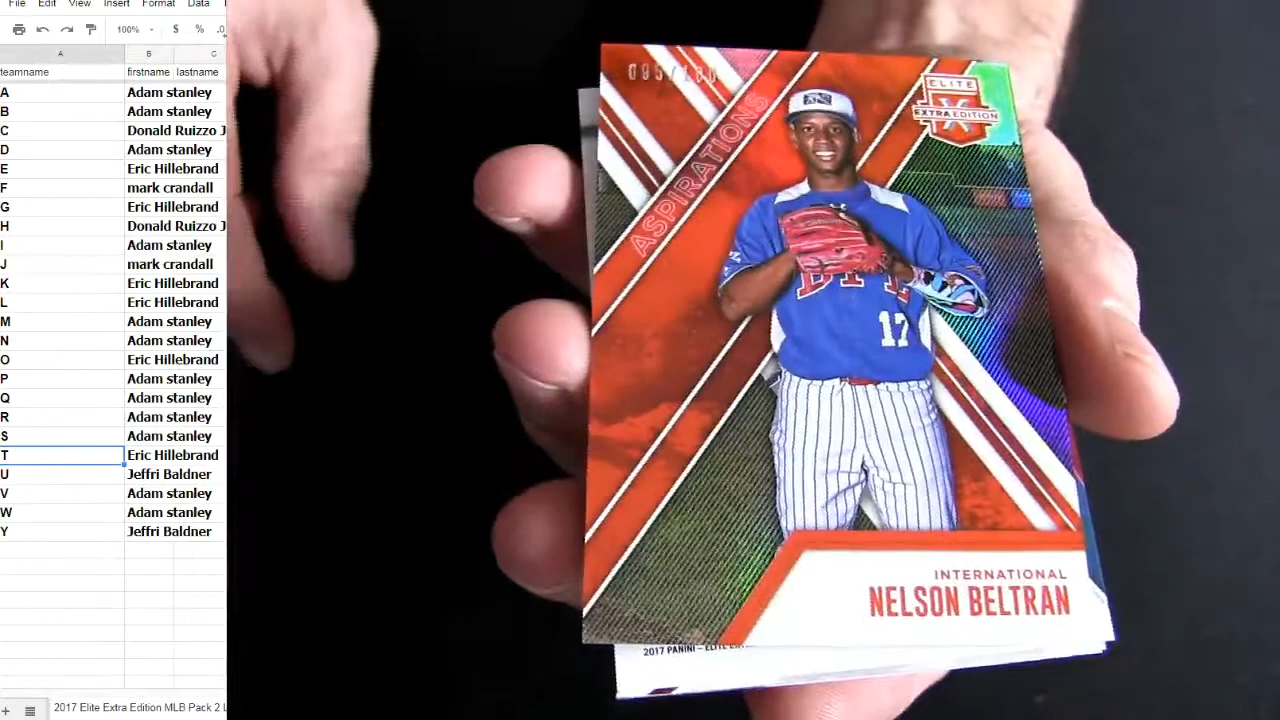 File Edit View Insert Format Data
100% $ % .0
A B C
teamname firstname lastname
A Adam stanley
B Adam stanley
C Donald Ruizzo J
D Adam stanley
E Eric Hillebrand
F mark crandall
G Eric Hillebrand
H Donald Ruizzo J
I Adam stanley
J mark crandall
K Eric Hillebrand
L Eric Hillebrand
M Adam stanley
N Adam stanley
O Eric Hillebrand
P Adam stanley
Q Adam stanley
R Adam stanley
S Adam stanley
T Eric Hillebrand
U Jeffri Baldner
V Adam stanley
W Adam stanley
Y Jeffri Baldner
2017 Elite Extra Edition MLB Pack 2 L
ASPIRATIONS
ELITE
X
EXTRA EDITION
17
INTERNATIONAL
NELSON BELTRAN
2017 PANINI – ELITE